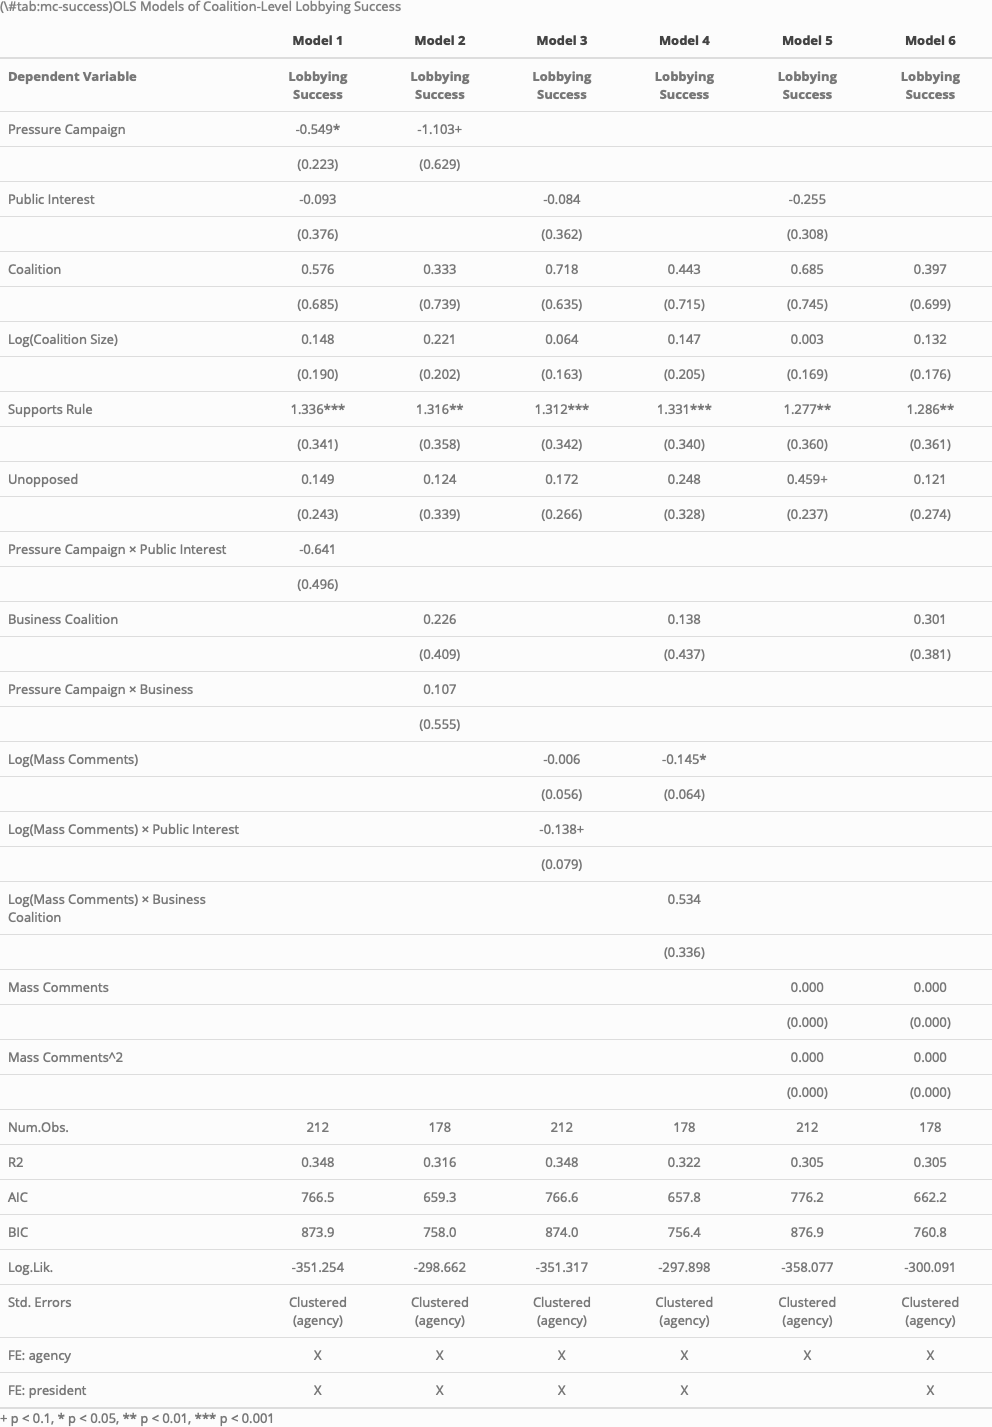 (\#tab:mc-success)OLS Models of Coalition-Level Lobbying Success
Model 1 Model 2 Model 3 Model 4 Model 5 Model 6
Dependent Variable Lobbying Success Lobbying Success Lobbying Success Lobbying Success Lobbying Success Lobbying Success
Pressure Campaign -0.549* -1.103+
(0.223) (0.629)
Public Interest -0.093 -0.084 -0.255
(0.376) (0.362) (0.308)
Coalition 0.576 0.333 0.718 0.443 0.685 0.397
(0.685) (0.739) (0.635) (0.715) (0.745) (0.699)
Log(Coalition Size) 0.148 0.221 0.064 0.147 0.003 0.132
(0.190) (0.202) (0.163) (0.205) (0.169) (0.176)
Supports Rule 1.336*** 1.316** 1.312*** 1.331*** 1.277** 1.286**
(0.341) (0.358) (0.342) (0.340) (0.360) (0.361)
Unopposed 0.149 0.124 0.172 0.248 0.459+ 0.121
(0.243) (0.339) (0.266) (0.328) (0.237) (0.274)
Pressure Campaign × Public Interest -0.641
(0.496)
Business Coalition 0.226 0.138 0.301
(0.409) (0.437) (0.381)
Pressure Campaign × Business 0.107
(0.555)
Log(Mass Comments) -0.006 -0.145*
(0.056) (0.064)
Log(Mass Comments) × Public Interest -0.138+
(0.079)
Log(Mass Comments) × Business Coalition 0.534
(0.336)
Mass Comments 0.000 0.000
(0.000) (0.000)
Mass Comments^2 0.000 0.000
(0.000) (0.000)
Num.Obs. 212 178 212 178 212 178
R2 0.348 0.316 0.348 0.322 0.305 0.305
AIC 766.5 659.3 766.6 657.8 776.2 662.2
BIC 873.9 758.0 874.0 756.4 876.9 760.8
Log.Lik. -351.254 -298.662 -351.317 -297.898 -358.077 -300.091
Std. Errors Clustered (agency) Clustered (agency) Clustered (agency) Clustered (agency) Clustered (agency) Clustered (agency)
FE: agency X X X X X X
FE: president X X X X X
+ p < 0.1, * p < 0.05, ** p < 0.01, *** p < 0.001